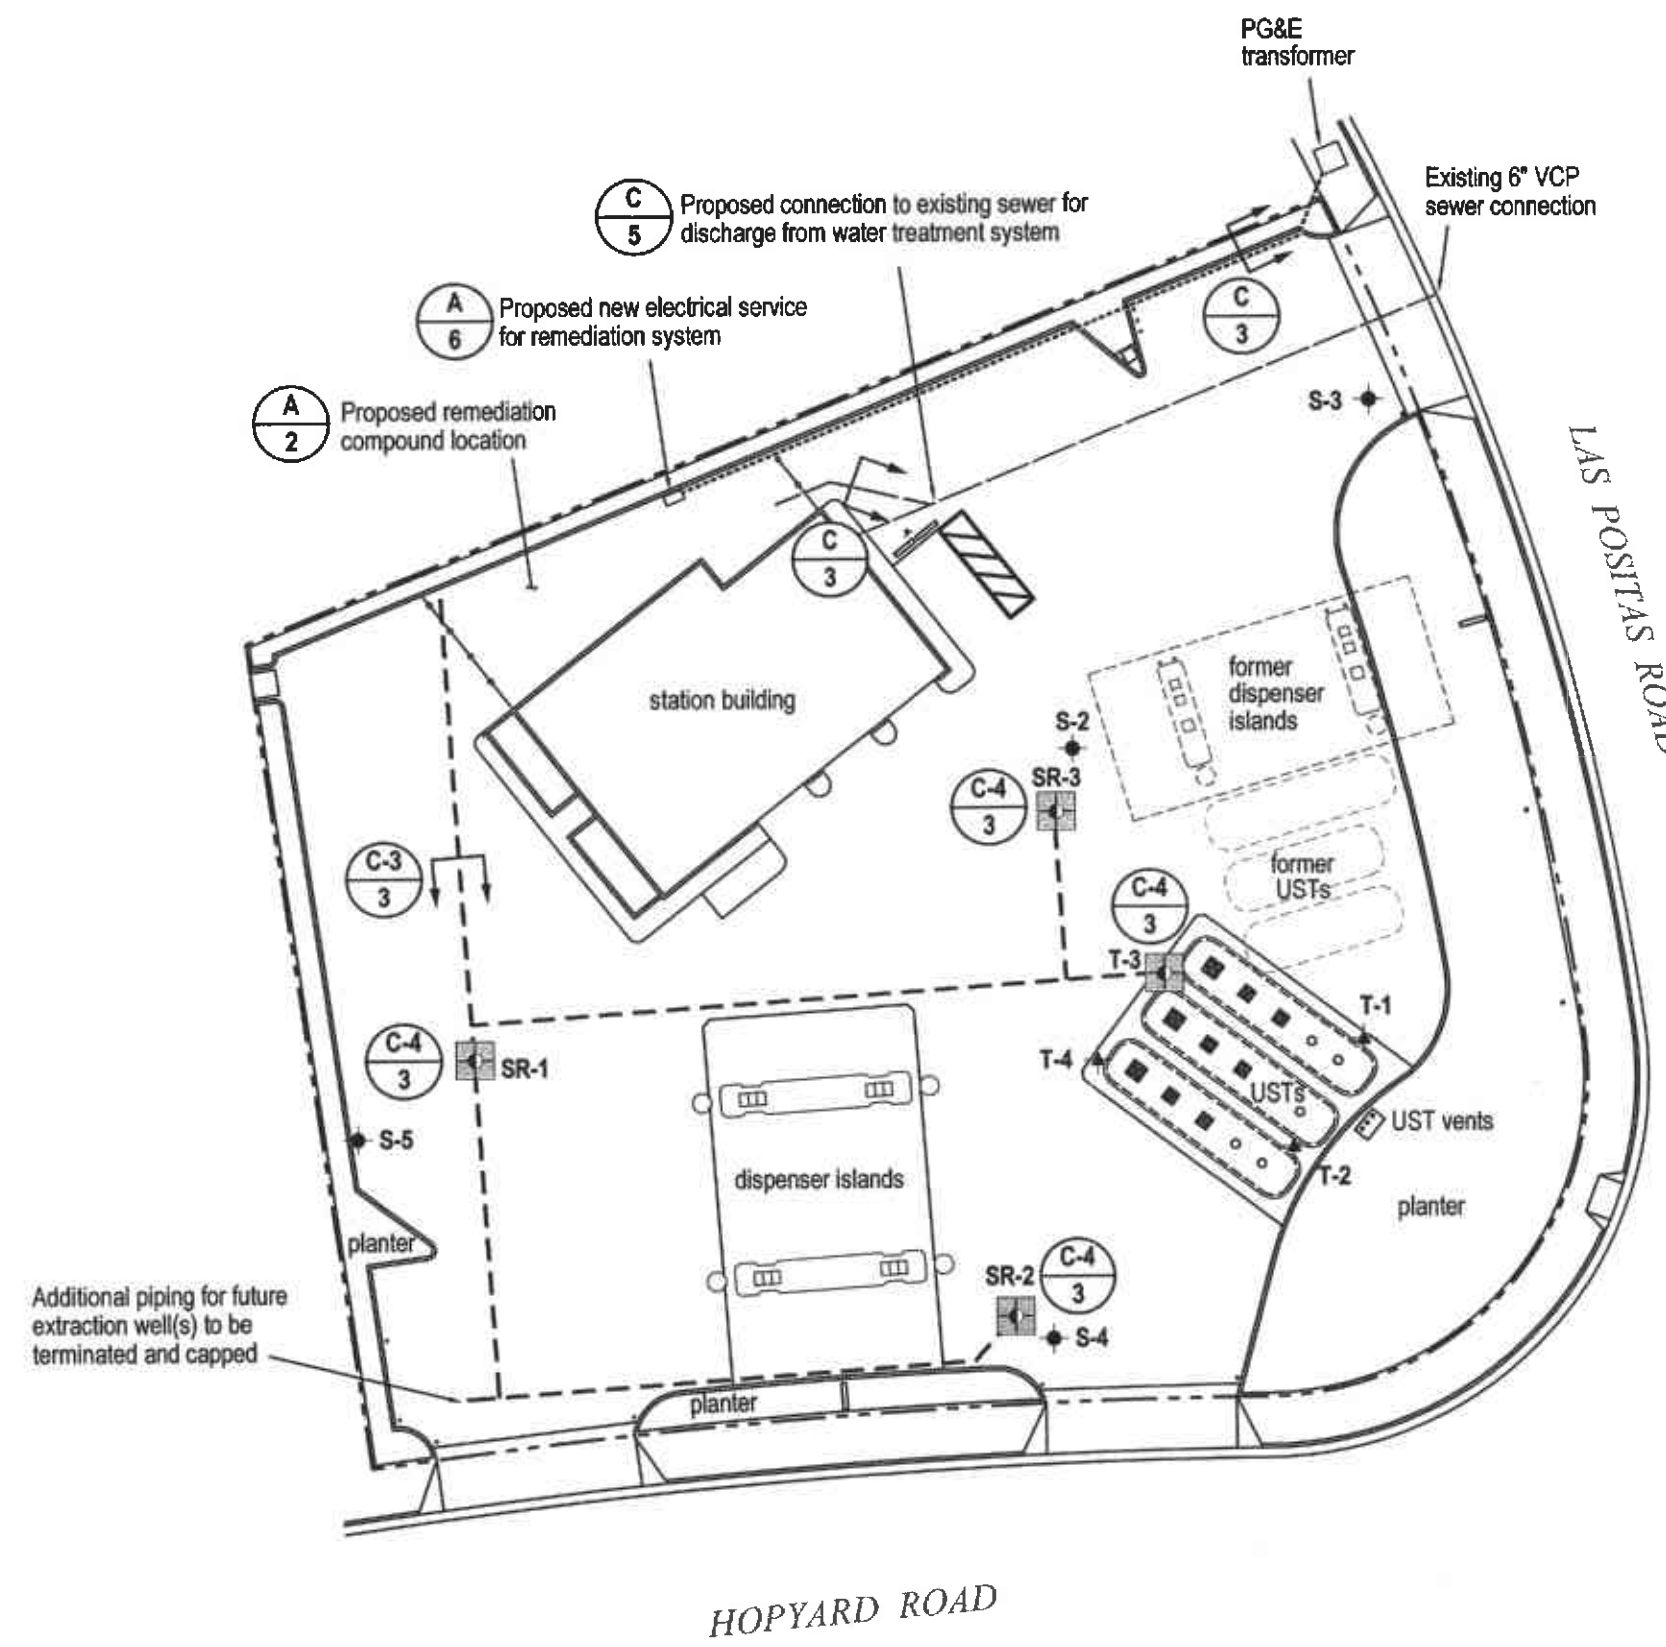 PG&E
transformer
Existing 6" VCP
sewer connection
C
5
Proposed connection to existing sewer for
discharge from water treatment system
A
6
Proposed new electrical service
for remediation system
C
3
A
2
Proposed remediation
compound location
S-3
LAS POSITAS ROAD
C
3
station building
former
dispenser
islands
S-2
SR-3
C-4
3
C-3
3
former
USTs
C-4
3
T-3
T-1
C-4
3
SR-1
T-4
USTs
UST vents
S-5
T-2
dispenser islands
planter
planter
SR-2
C-4
3
S-4
Additional piping for future
extraction well(s) to be
terminated and capped
planter
HOPYARD ROAD